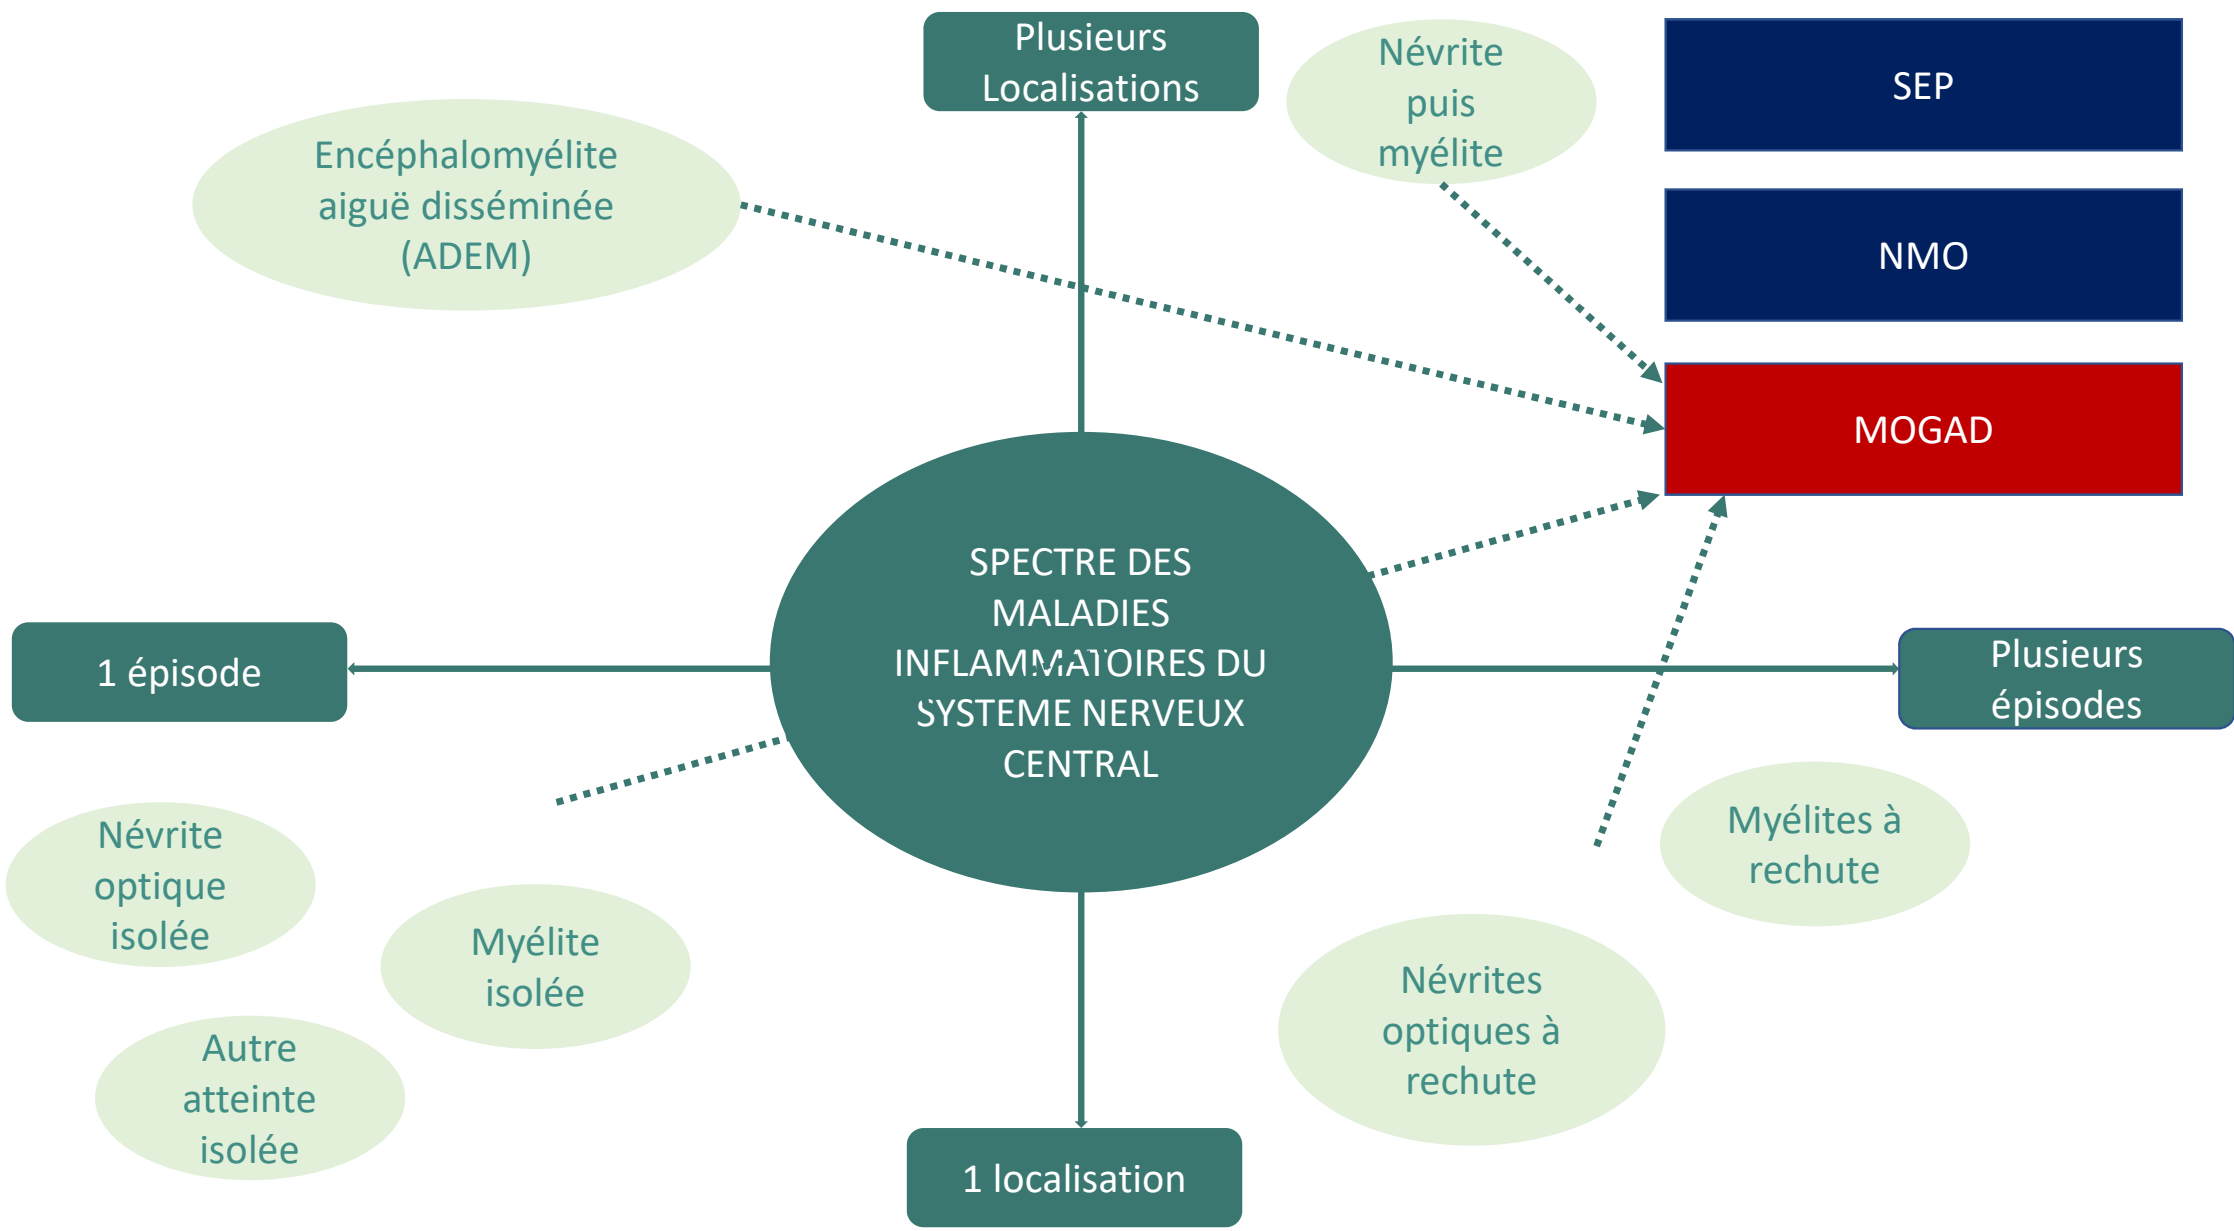 Plusieurs
Localisations
Névrite
puis
myélite
SEP
Encéphalomyélite
aiguë disséminée
(ADEM)
NMO
MOGAD
SPECTRE DES
MALADIES
INFLAMMATOIRES DU
SYSTEME NERVEUX
CENTRAL
1 épisode
Plusieurs
épisodes
Névrite
optique
isolée
Myélite
isolée
Autre
atteinte
isolée
Myélites à
rechute
Névrites
optiques à
rechute
1 localisation